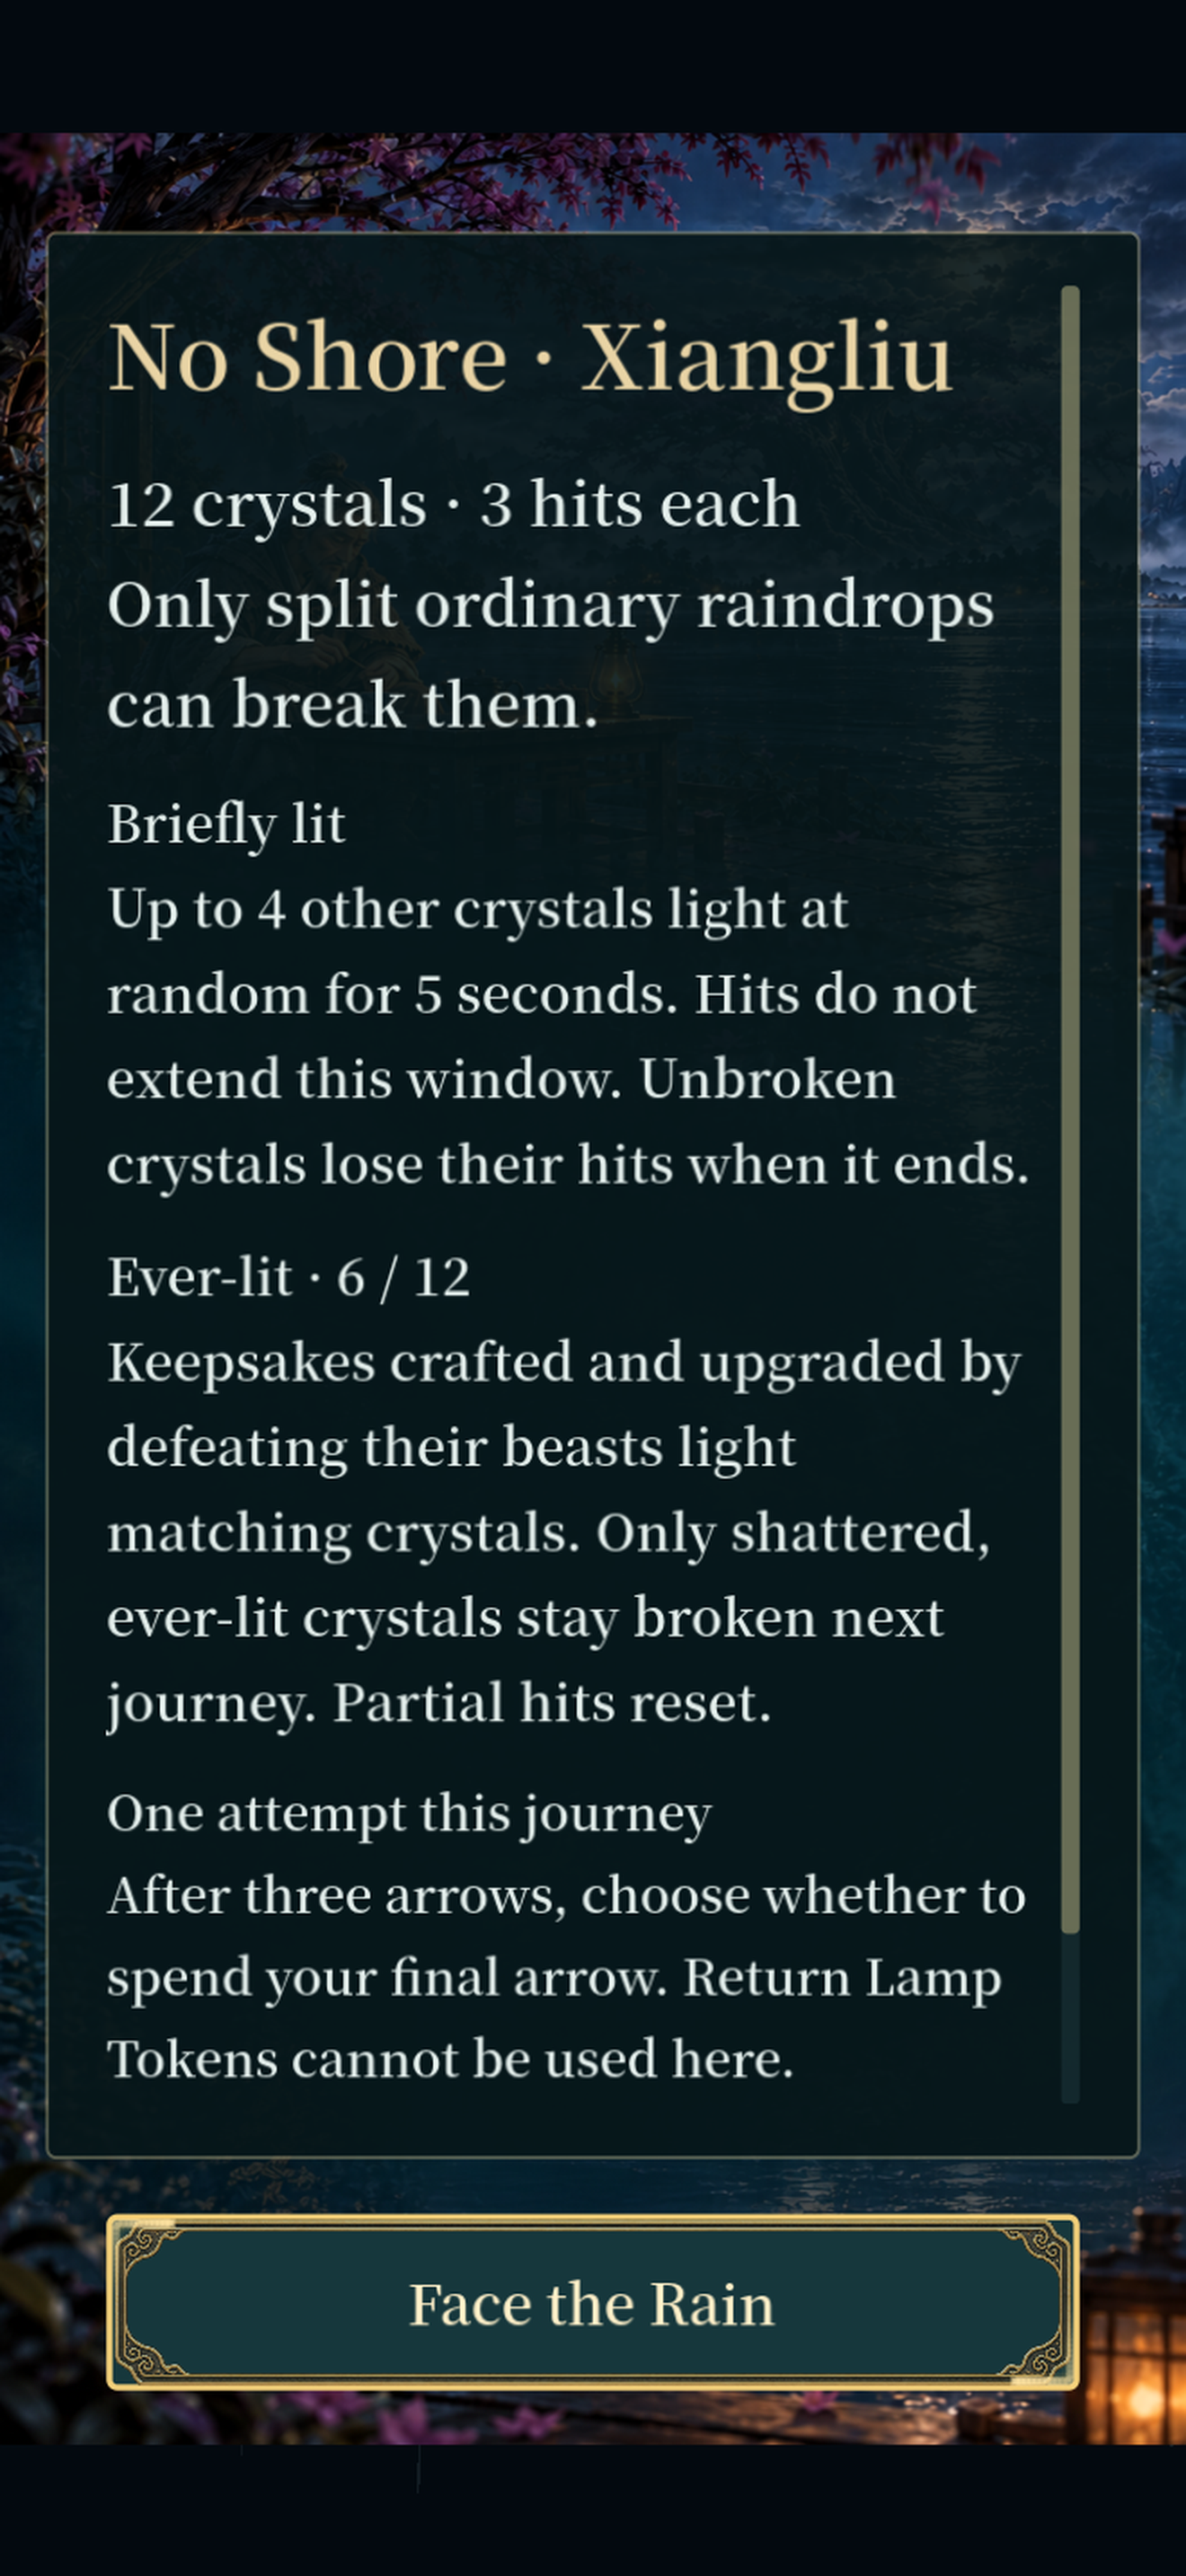 No Shore · Xiangliu
12 crystals · 3 hits each
Only split ordinary raindrops
can break them.
Briefly lit
Up to 4 other crystals light at
random for 5 seconds. Hits do not
extend this window. Unbroken
crystals lose their hits when it ends.
Ever-lit · 6 / 12
Keepsakes crafted and upgraded by
defeating their beasts light
matching crystals. Only shattered,
ever-lit crystals stay broken next
journey. Partial hits reset.
One attempt this journey
After three arrows, choose whether to
spend your final arrow. Return Lamp
Tokens cannot be used here.
Face the Rain